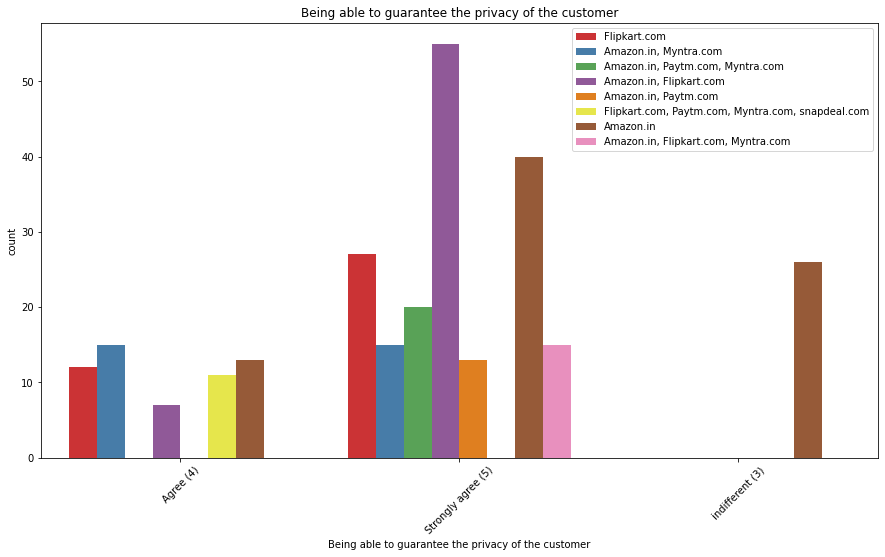 Being able to guarantee the privacy of the customer
Flipkart.com
Amazon.in, Myntra.com
Amazon.in, Paytm.com, Myntra.com
Amazon.in, Flipkart.com
Amazon.in, Paytm.com
Flipkart.com, Paytm.com, Myntra.com, snapdeal.com
Amazon.in
Amazon.in, Flipkart.com, Myntra.com
count
50
40
30
20
10
0
Agree (4)
Strongly agree (5)
indifferent (3)
Being able to guarantee the privacy of the customer